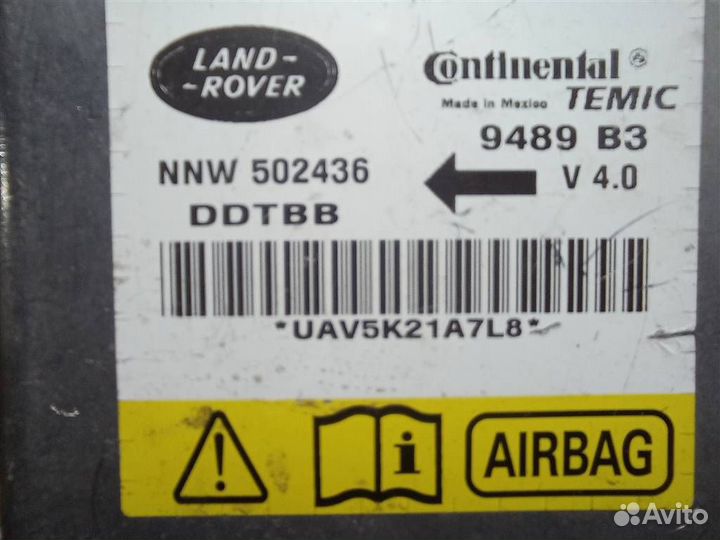 LAND-
-ROVER
Continental®
Made in Mexico TEMIC
9489 B3
NNW 502436
V 4.0
DDTBB
*UAV5K21A7L8*
i
AIRBAG
Avito